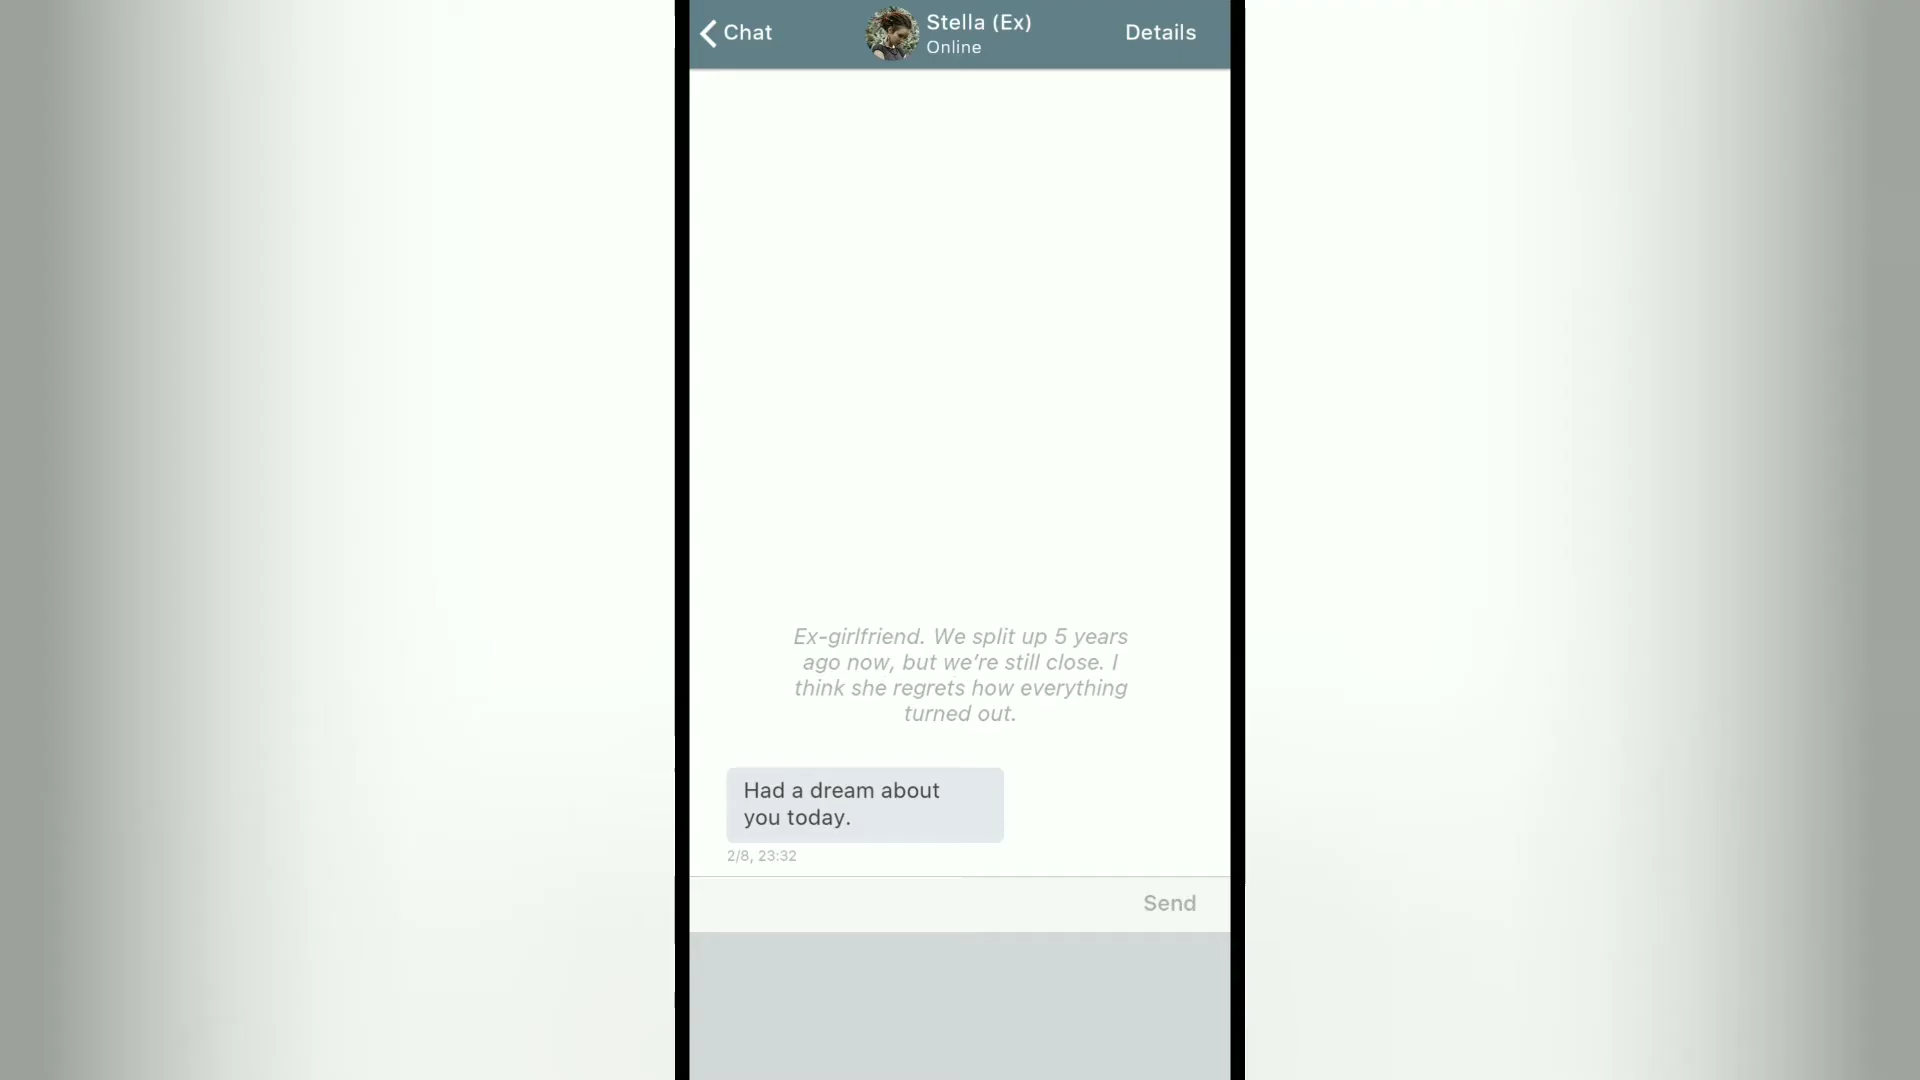 Chat
Stella (Ex)
Online
Details
Ex-girlfriend. We split up 5 years
ago now, but we're still close. I
think she regrets how everything
turned out.
Had a dream about
you today.
2/8, 23:32
Send